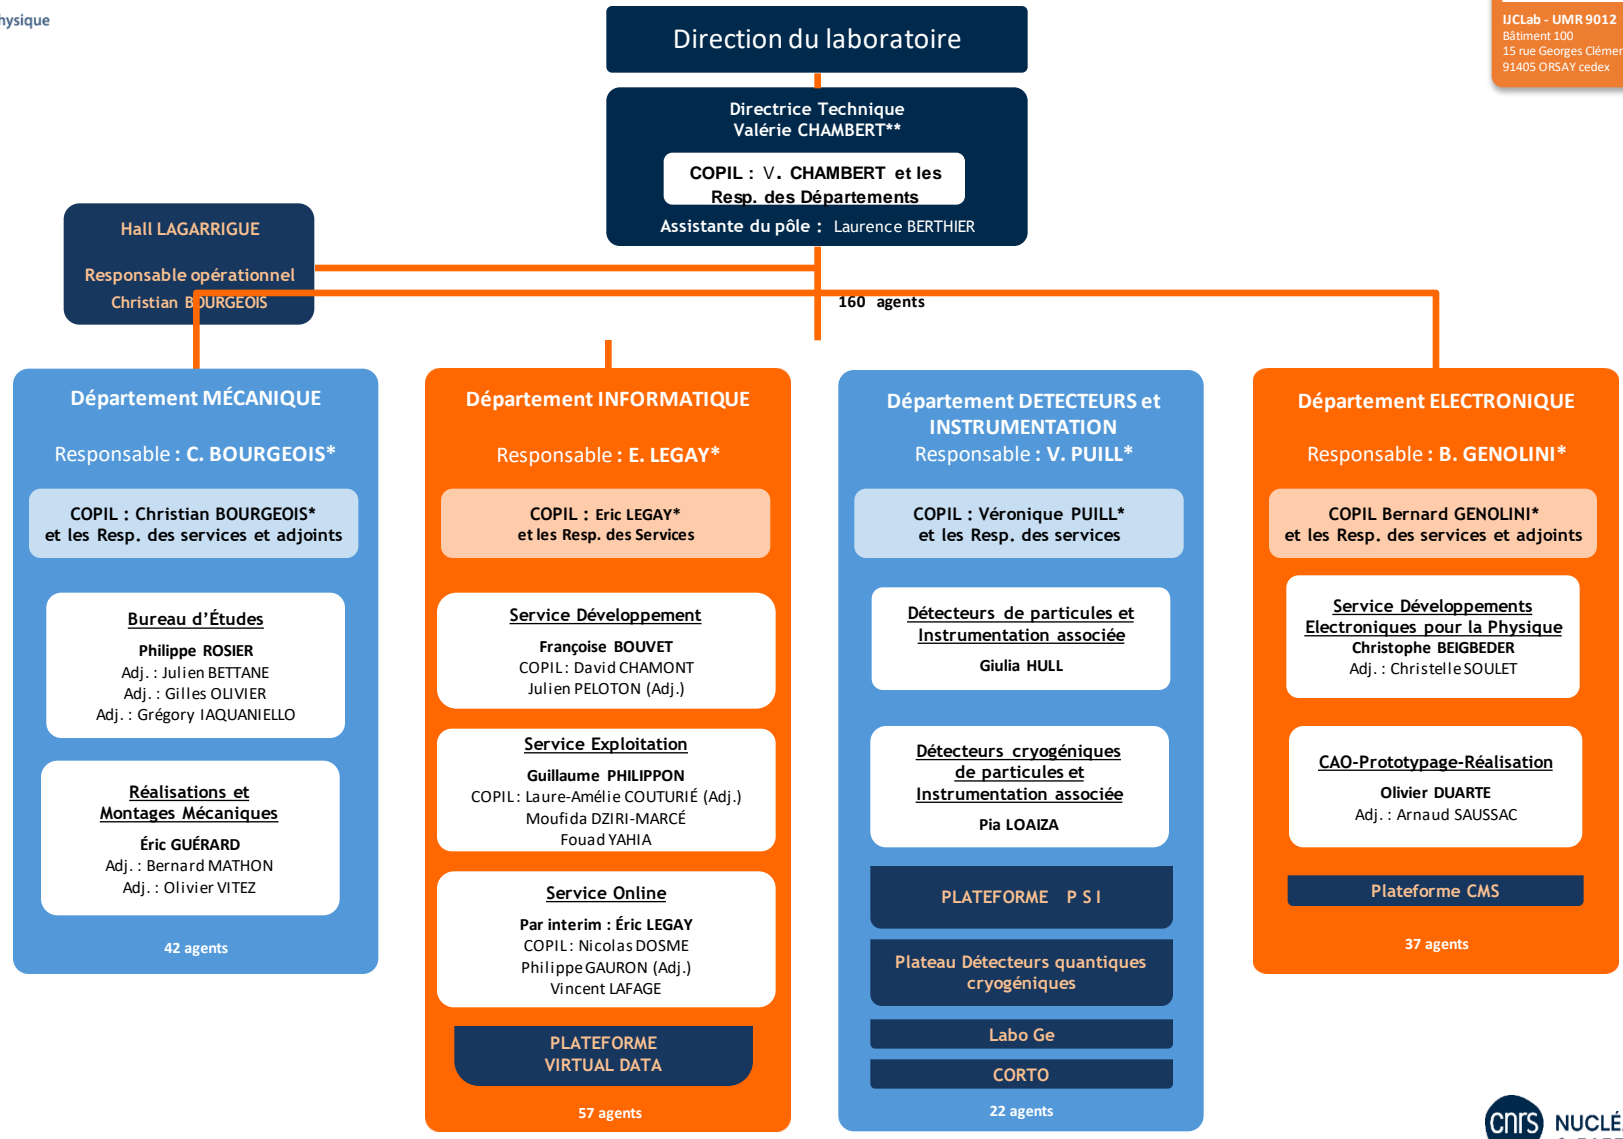 Direction du laboratoire
IJCLab - UMR 9012
Bâtiment 100
15 rue Georges
91405 ORSAY cedex
Directrice Technique
Valérie CHAMBERT**
COPIL : V. CHAMBERT et les
Resp. des Départements
Assistante du pôle : Laurence BERTHIER
Hall LAGARRIGUE
Responsable opérationnel
Christian BOURGEOIS
160 agents
Département MÉCANIQUE
Responsable : C. BOURGEOIS*
COPIL : Christian BOURGEOIS*
et les Resp. des services et adjoints
Bureau d’Études
Philippe ROSIER
Adj. : Julien BETTANE
Adj. : Gilles OLIVIER
Adj. : Grégory IAQUANIELLO
Réalisations et
Montages Mécaniques
Éric GUÉRARD
Adj. : Bernard MATHON
Adj. : Olivier VITEZ
42 agents
Département INFORMATIQUE
Responsable : E. LEGAY*
COPIL : Eric LEGAY*
et les Resp. des Services
Service Développement
Françoise BOUVET
COPIL : David CHAMONT
Julien PELOTON (Adj.)
Service Exploitation
Guillaume PHILIPPON
COPIL : Laure-Amélie COUTURIÉ (Adj.)
Moufida DZIRI-MARCÉ
Fouad YAHIA
Service Online
Par interim : Éric LEGAY
COPIL : Nicolas DOSME
Philippe GAURON (Adj.)
Vincent LAFAGE
PLATEFORME
VIRTUAL DATA
57 agents
Département DETECTEURS et
INSTRUMENTATION
Responsable : V. PUILL*
COPIL : Véronique PUILL*
et les Resp. des services
Détecteurs de particules et
Instrumentation associée
Giulia HULL
Détecteurs cryogéniques
de particules et
Instrumentation associée
Pia LOAIZA
PLATEFORME P S I
Plateau Détecteurs quantiques
cryogéniques
Labo Ge
CORTO
22 agents
Département ELECTRONIQUE
Responsable : B. GENOLINI*
COPIL Bernard GENOLINI*
et les Resp. des services et adjoints
Service Développements
Electroniques pour la Physique
Christophe BEIGBEDER
Adj. : Christelle SOULET
CAO-Prototypage-Réalisation
Olivier DUARTE
Adj. : Arnaud SAUSSAC
Plateforme CMS
37 agents
cnrs